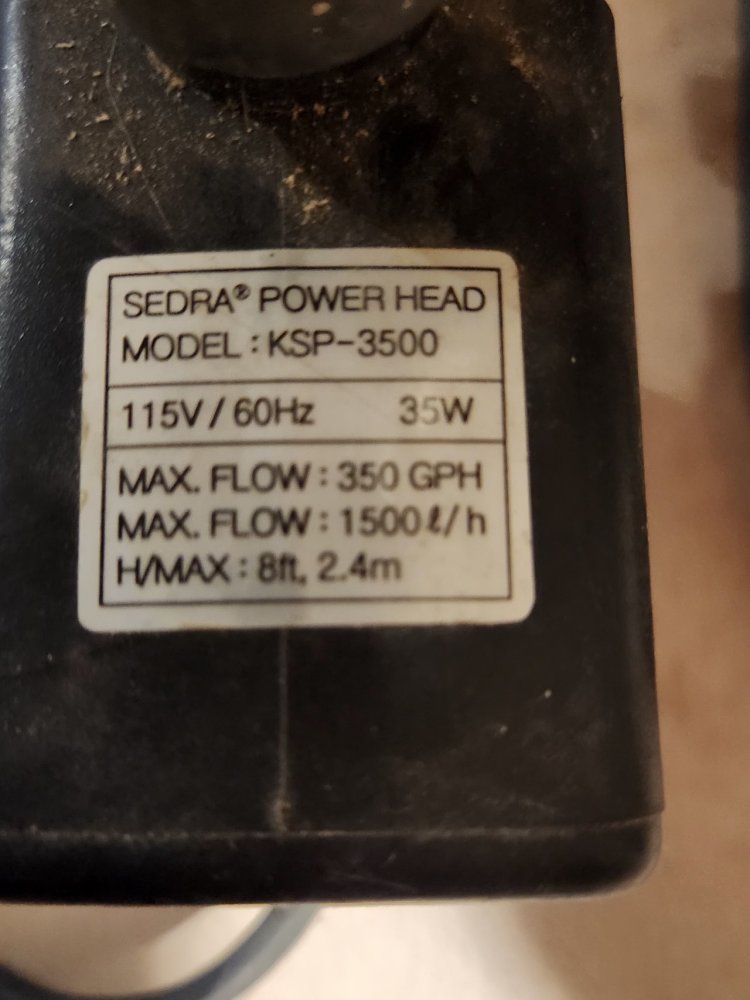 SEDRA® POWER HEAD
MODEL : KSP-3500
115V / 60Hz 35W
MAX. FLOW : 350 GPH
MAX. FLOW : 1500ℓ/h
H/MAX : 8ft, 2.4m